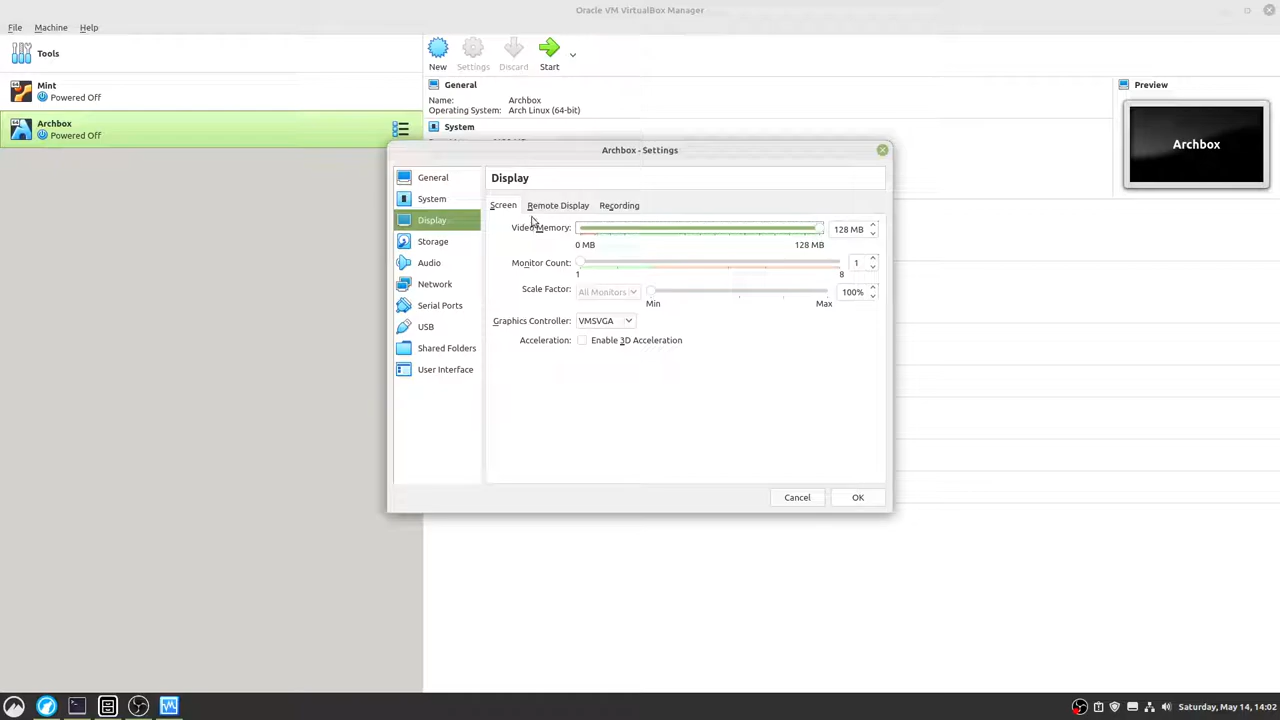 Oracle VM VirtualBox Manager
File Machine Help
Tools
New Settings Discard Start
Mint
Powered Off
Archbox
Powered Off
General
Name: Archbox
Operating System: Arch Linux (64-bit)
System
Preview
Archbox
Archbox - Settings
General
System
Display
Storage
Audio
Network
Serial Ports
USB
Shared Folders
User Interface
Display
Screen Remote Display Recording
Video Memory: 128 MB
0 MB 128 MB
Monitor Count: 1
1 8
Scale Factor: All Monitors 100%
Min Max
Graphics Controller: VMSVGA
Acceleration: Enable 3D Acceleration
Cancel OK
Saturday, May 14, 14:02